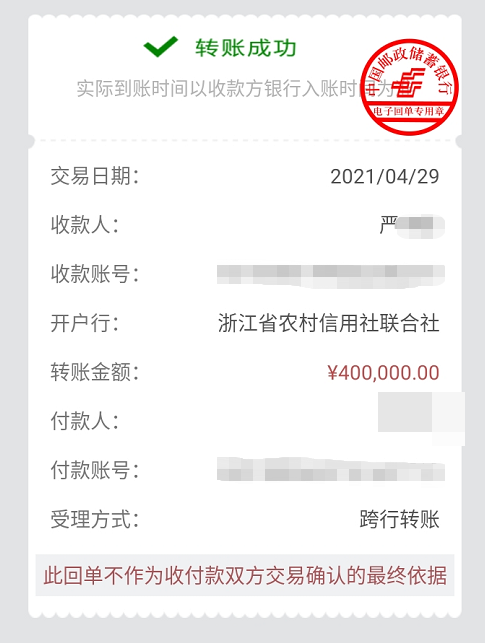 转账成功
实际到账时间以收款方银行入账时间为
中国邮政储蓄银行
电子回单专用章
交易日期: 2021/04/29
收款人: 严
收款账号:
开户行: 浙江省农村信用社联合社
转账金额: ¥400,000.00
付款人:
付款账号:
受理方式: 跨行转账
此回单不作为收付款双方交易确认的最终依据